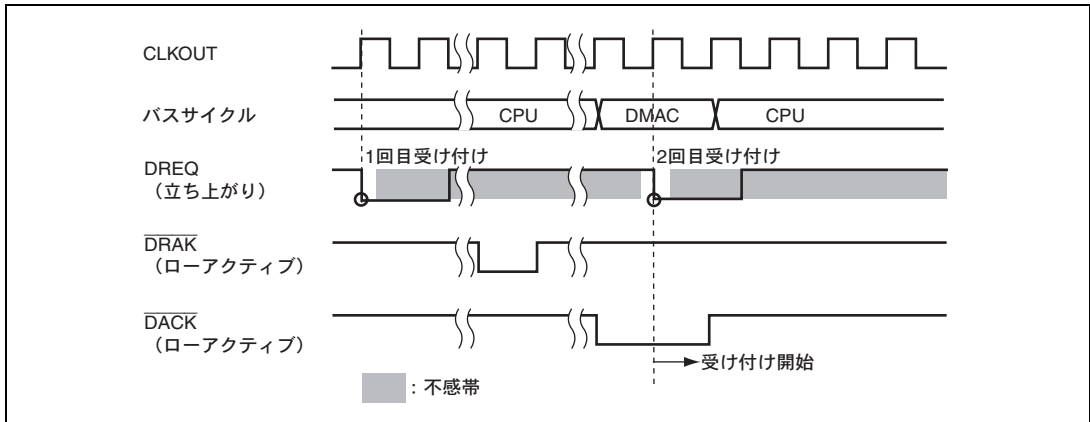 CLKOUT
バスサイクル
CPU
DMAC
CPU
1回目受け付け
2回目受け付け
DREQ
（立ち上がり）
DRAK
（ローアクティブ）
DACK
（ローアクティブ）
受け付け開始
：不感帯